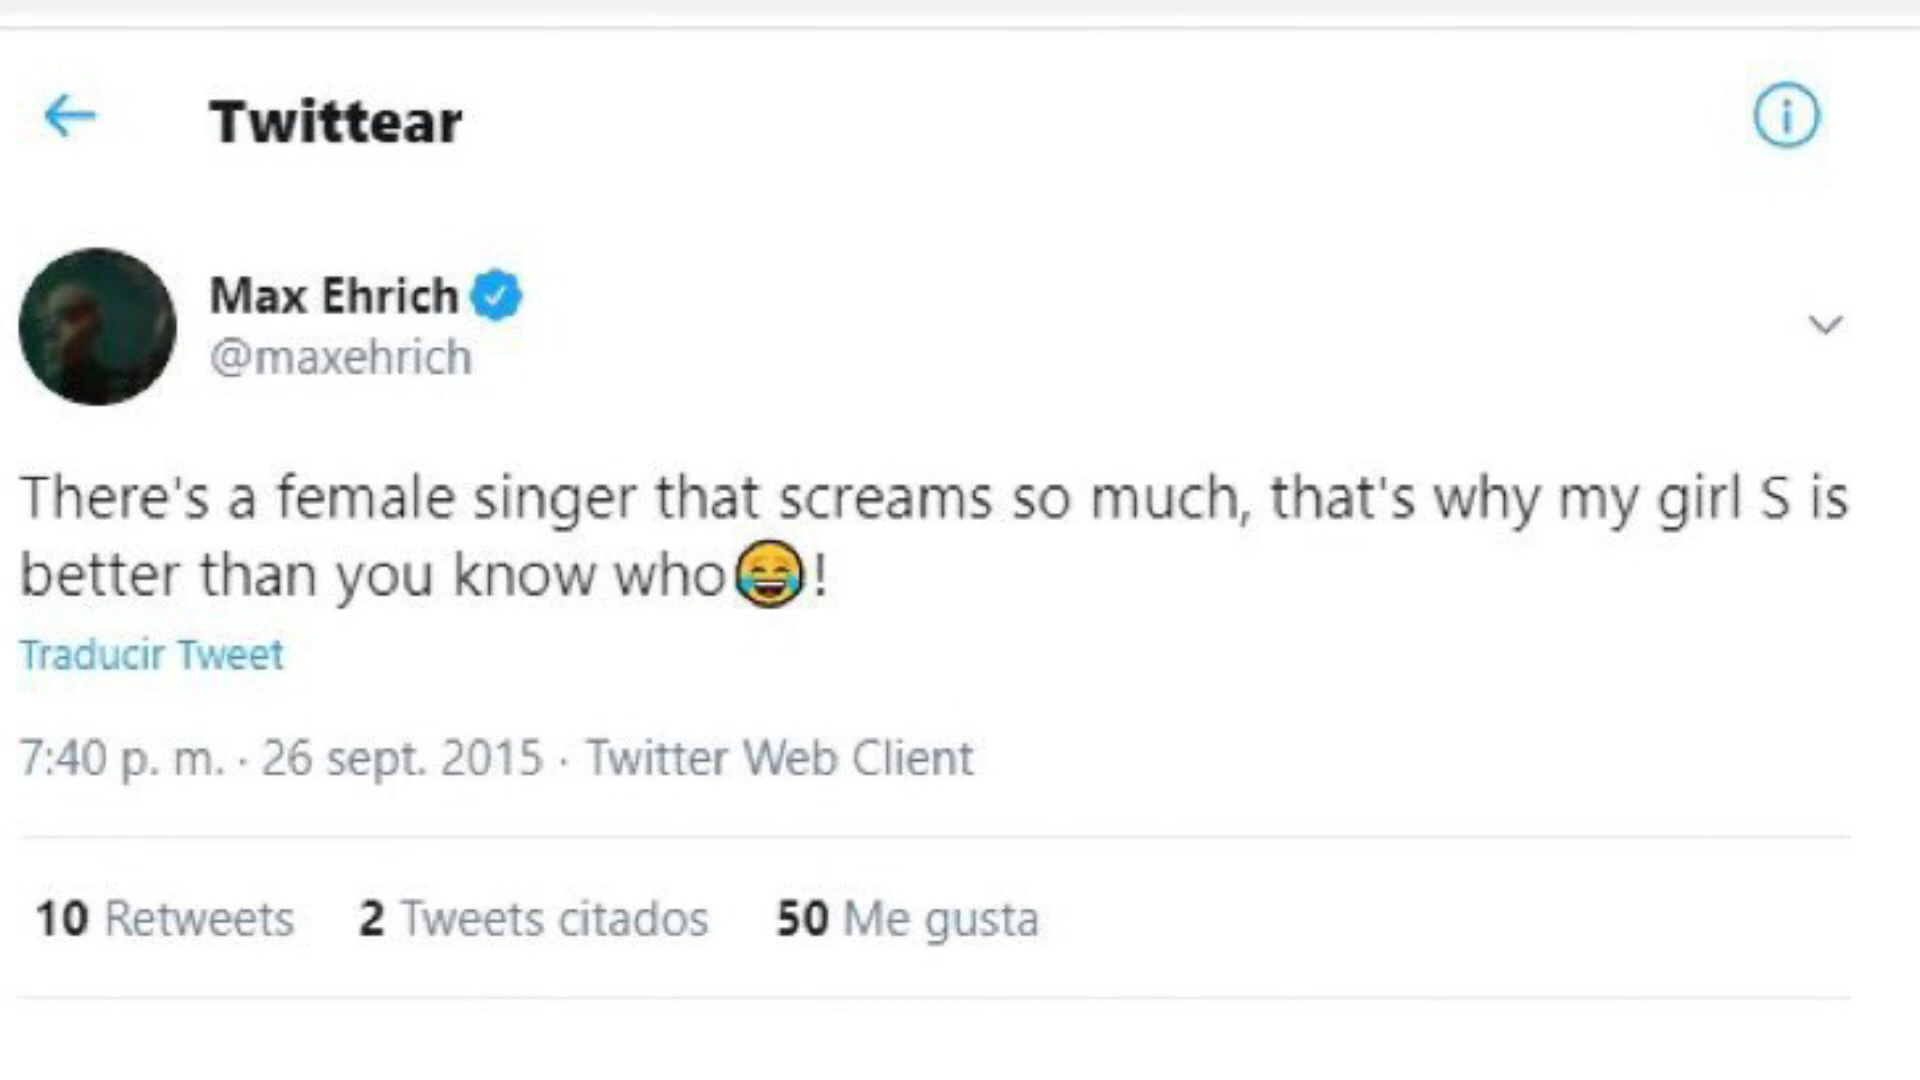 Twittear
Max Ehrich
@maxehrich
There's a female singer that screams so much, that's why my girl S is
better than you know who😂!
Traducir Tweet
7:40 p. m. · 26 sept. 2015 · Twitter Web Client
10 Retweets 2 Tweets citados 50 Me gusta